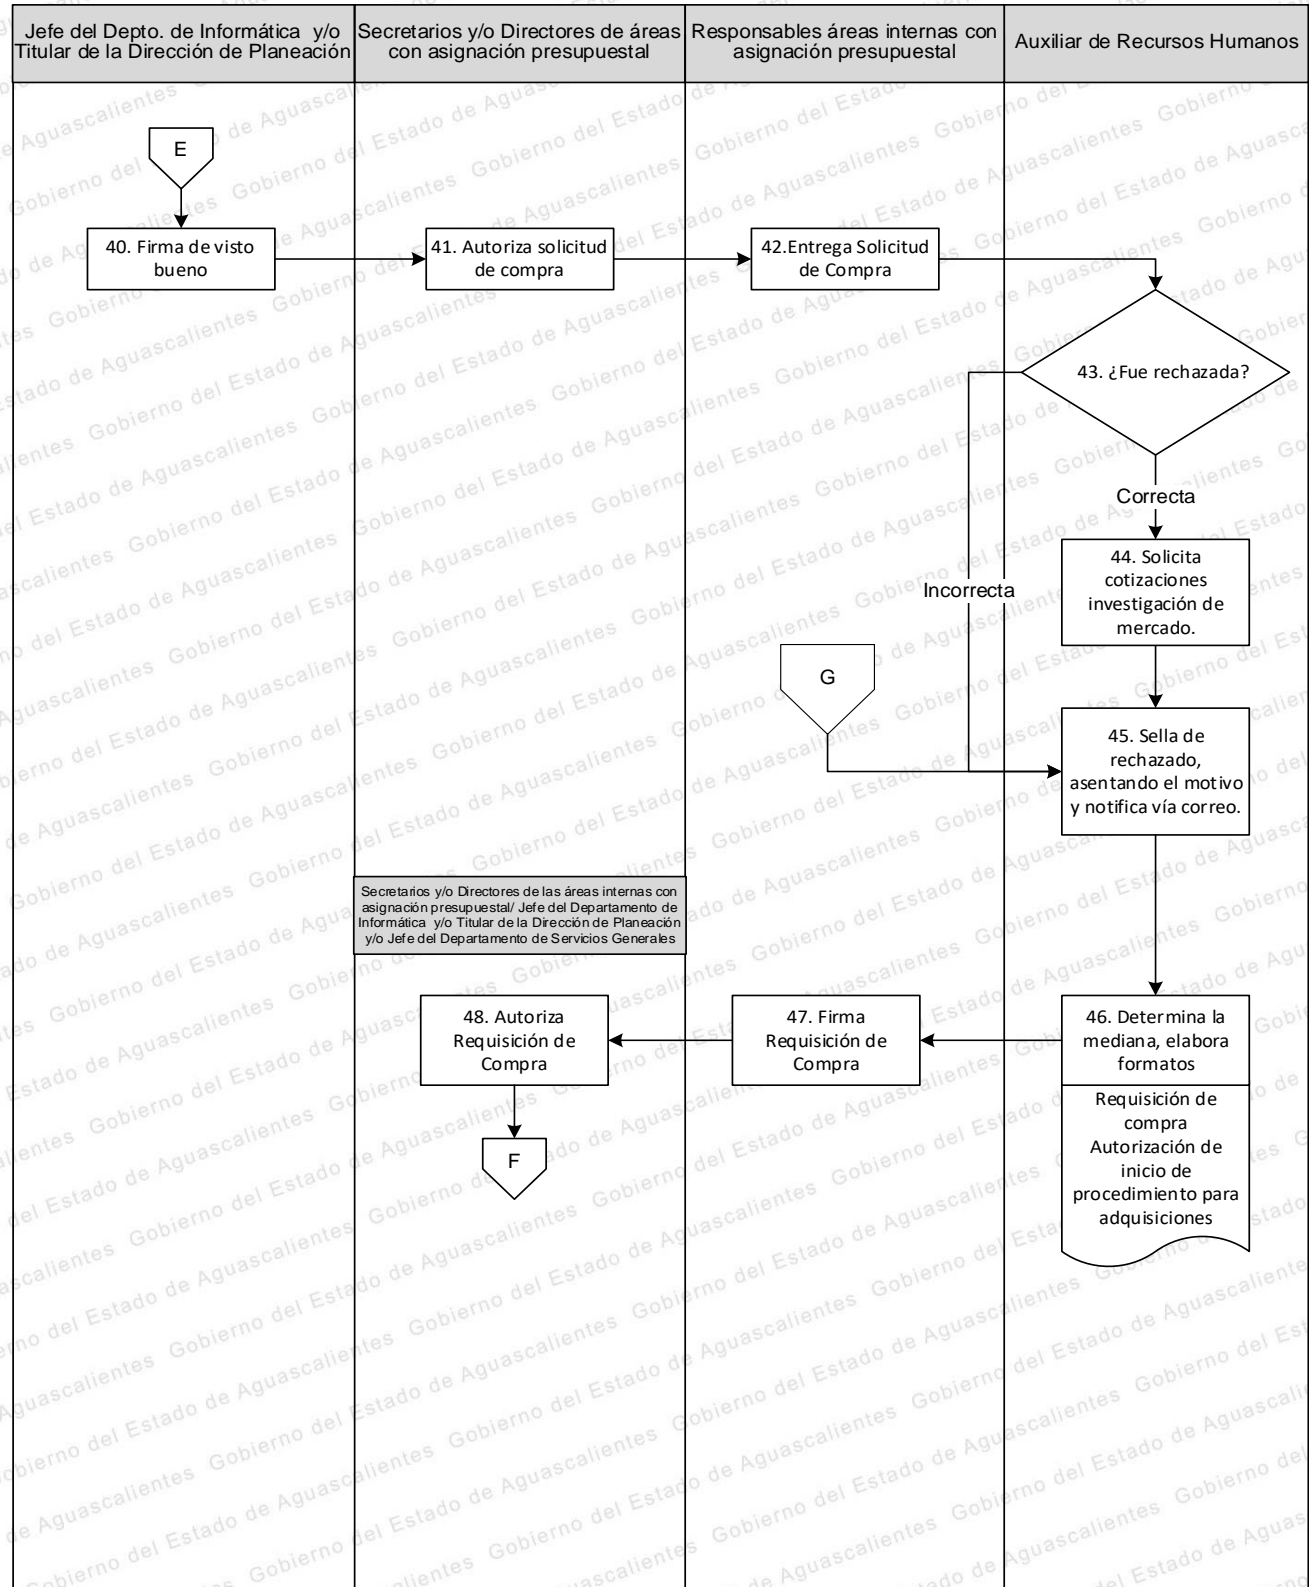 Jefe del Depto. de Informática y/o
Titular de la Dirección de Planeación
Secretarios y/o Directores de áreas
con asignación presupuestal
Responsables áreas internas con
asignación presupuestal
Auxiliar de Recursos Humanos
E
40. Firma de visto
bueno
41. Autoriza solicitud
de compra
42.Entrega Solicitud
de Compra
43. ¿Fue rechazada?
Correcta
Incorrecta
44. Solicita
cotizaciones
investigación de
mercado.
G
45. Sella de
rechazado,
asentando el motivo
y notifica vía correo.
Secretarios y/o Directores de las áreas internas con
asignación presupuestal/ Jefe del Departamento de
Informática y/o Titular de la Dirección de Planeación
y/o Jefe del Departamento de Servicios Generales
48. Autoriza
Requisición de
Compra
47. Firma
Requisición de
Compra
46. Determina la
mediana, elabora
formatos
Requisición de
compra
Autorización de
inicio de
procedimiento para
adquisiciones
F
Gobierno del Estado de Aguascalientes